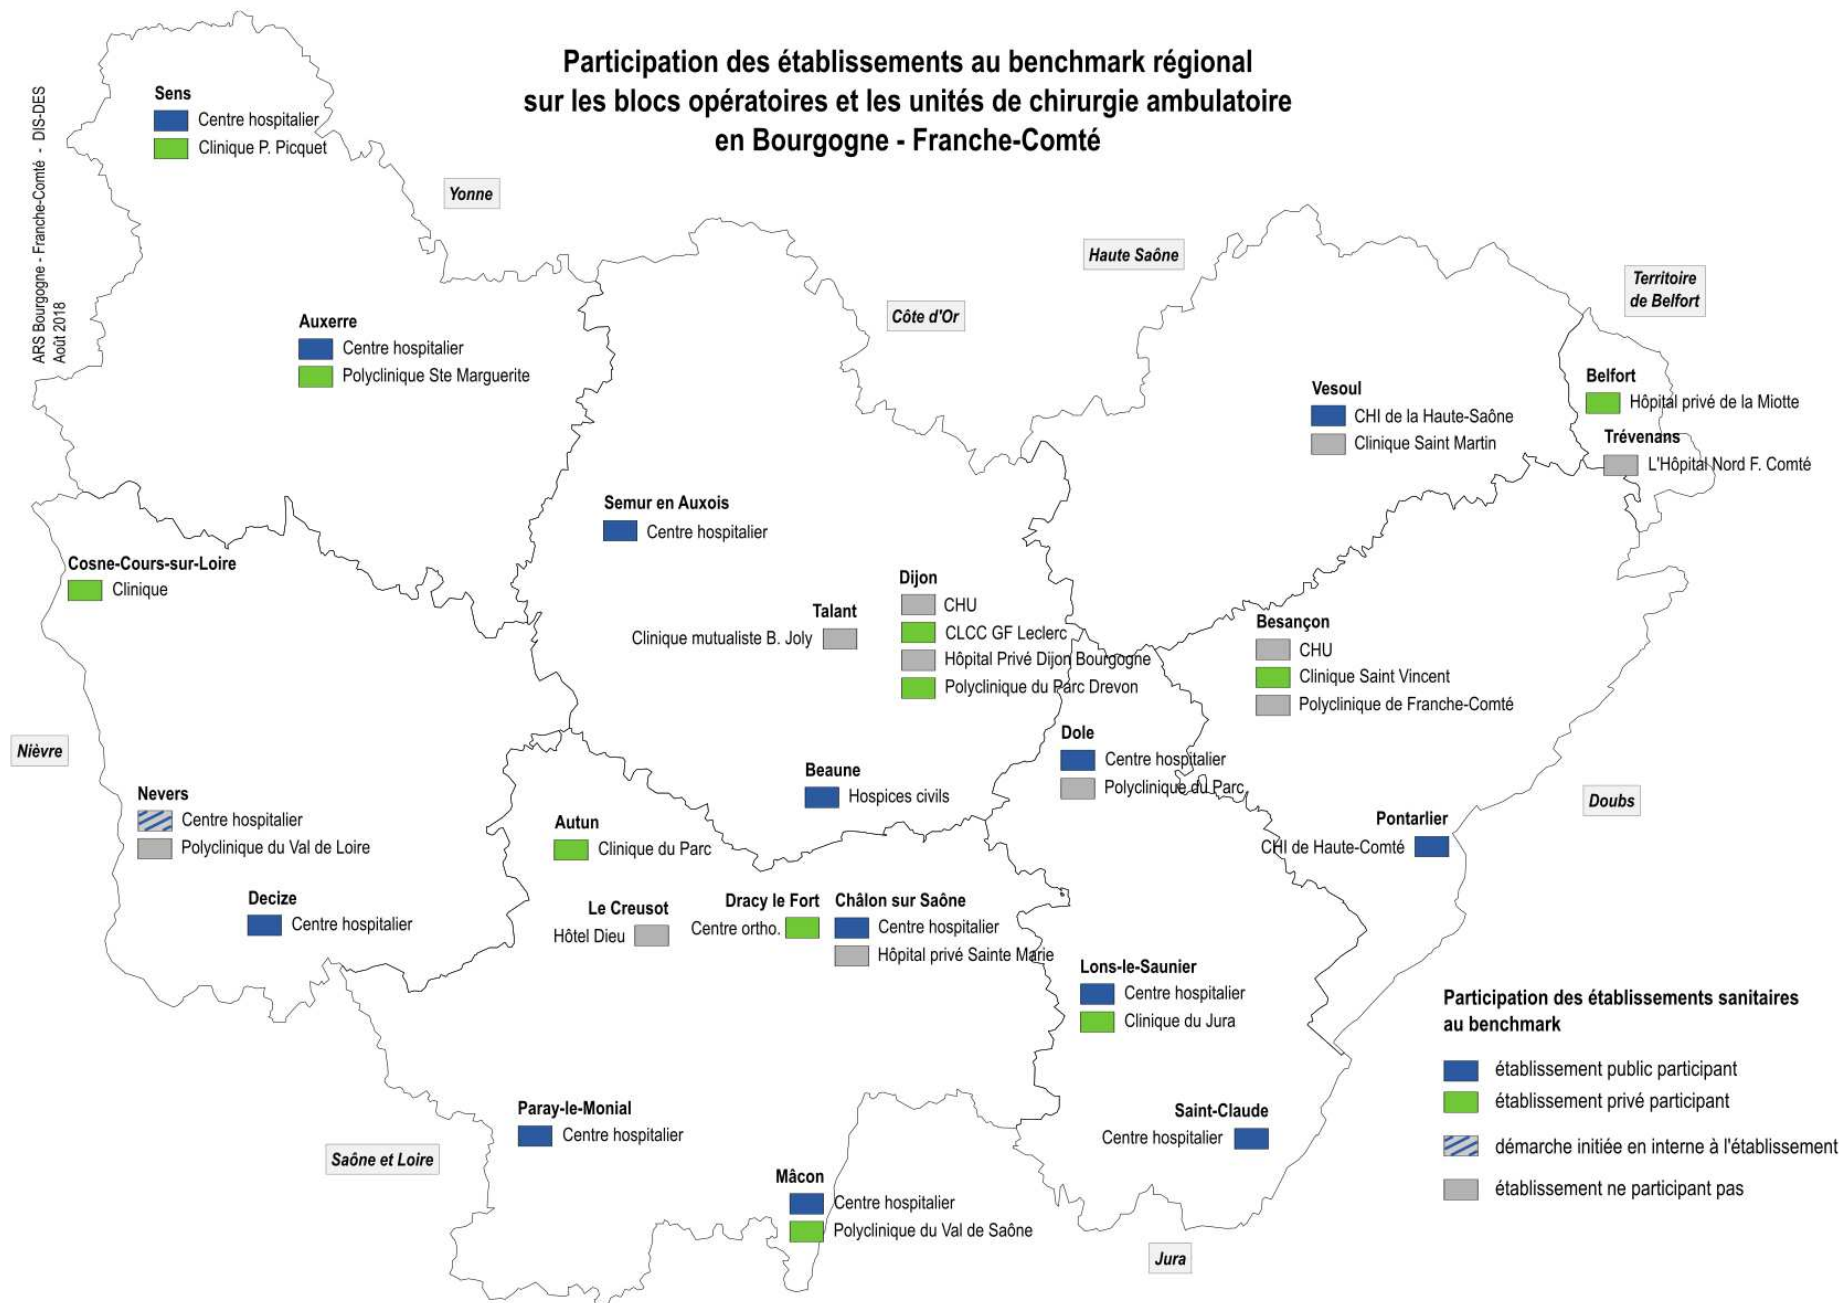 Participation des établissements au benchmark régional
sur les blocs opératoires et les unités de chirurgie ambulatoire
en Bourgogne - Franche-Comté
ARS Bourgogne - Franche-Comté - DIS-DES
Août 2018
Sens
Centre hospitalier
Clinique P. Picquet
Yonne
Auxerre
Centre hospitalier
Polyclinique Ste Marguerite
Côte d'Or
Haute Saône
Territoire
de Belfort
Vesoul
CHI de la Haute-Saône
Clinique Saint Martin
Belfort
Hôpital privé de la Miotte
Trévenans
L'Hôpital Nord F. Comté
Semur en Auxois
Centre hospitalier
Cosne-Cours-sur-Loire
Clinique
Talant
Clinique mutualiste B. Joly
Dijon
CHU
CLCC GF Leclerc
Hôpital Privé Dijon Bourgogne
Polyclinique du Parc Drevon
Besançon
CHU
Clinique Saint Vincent
Polyclinique de Franche-Comté
Nièvre
Dole
Centre hospitalier
Polyclinique du Parc
Beaune
Hospices civils
Nevers
Centre hospitalier
Polyclinique du Val de Loire
Autun
Clinique du Parc
Doubs
Pontarlier
CHI de Haute-Comté
Decize
Centre hospitalier
Le Creusot
Hôtel Dieu
Dracy le Fort
Centre ortho.
Châlon sur Saône
Centre hospitalier
Hôpital privé Sainte Marie
Lons-le-Saunier
Centre hospitalier
Clinique du Jura
Paray-le-Monial
Centre hospitalier
Saint-Claude
Centre hospitalier
Saône et Loire
Mâcon
Centre hospitalier
Polyclinique du Val de Saône
Jura
Participation des établissements sanitaires
au benchmark
établissement public participant
établissement privé participant
démarche initiée en interne à l'établissement
établissement ne participant pas